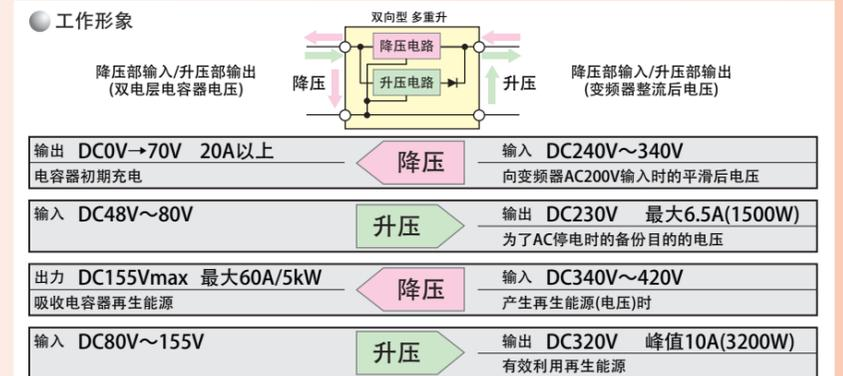 工作形象
双向型 多重升
降压部输入/升压部输出
(双电层电容器电压)
降压
降压电路
升压电路
升压
降压部输入/升压部输出
(变频器整流后电压)
输出 DC0V→70V 20A以上
电容器初期充电
降压
输入 DC240V～340V
向变频器AC200V输入时的平滑后电压
输入 DC48V～80V
升压
输出 DC230V 最大6.5A(1500W)
为了AC停电时的备份目的的电压
出力 DC155Vmax 最大60A/5kW
吸收电容器再生能源
降压
输入 DC340V～420V
产生再生能源(电压)时
输入 DC80V～155V
升压
输出 DC320V 峰值10A(3200W)
有效利用再生能源